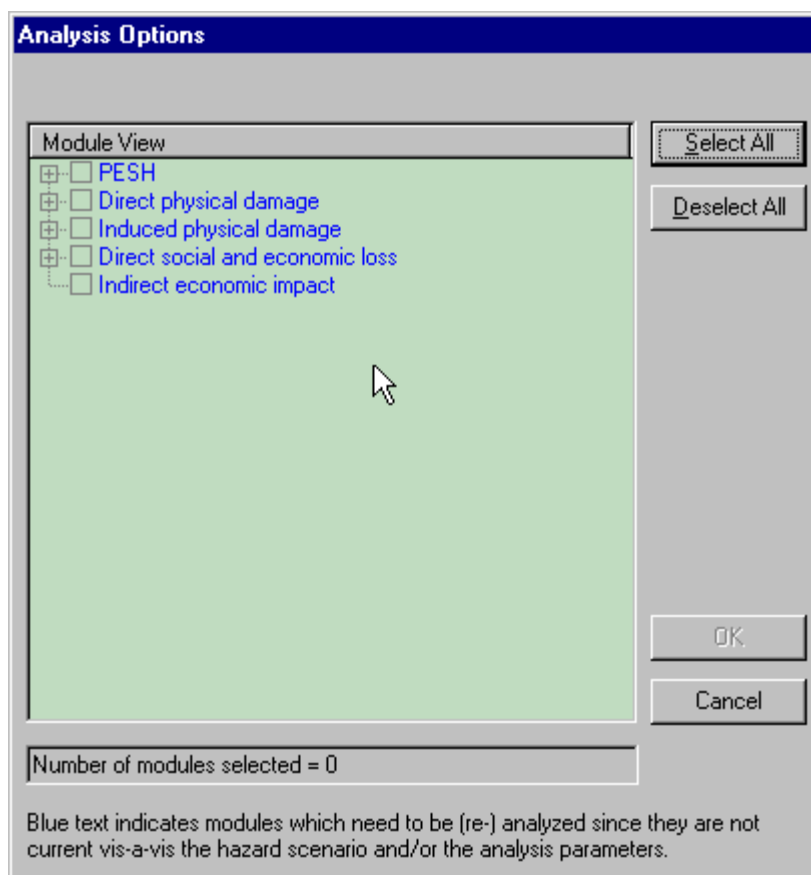 Analysis Options
Module View
PESH
Direct physical damage
Induced physical damage
Direct social and economic loss
Indirect economic impact
Select All
Deselect All
OK
Cancel
Number of modules selected = 0
Blue text indicates modules which need to be (re-) analyzed since they are not
current vis-a-vis the hazard scenario and/or the analysis parameters.